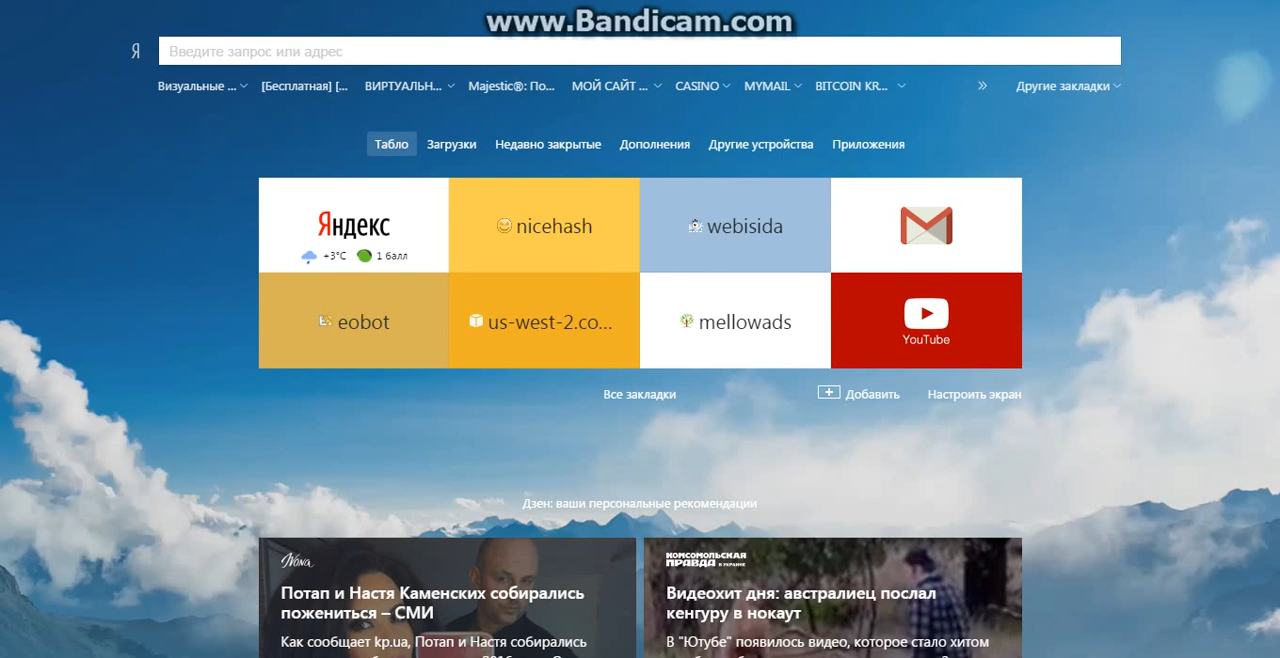 www.Bandicam.com
Я Введите запрос или адрес
Визуальные ... [Бесплатная] [... ВИРТУАЛЬН... Majestic®: По... МОЙ САЙТ ... CASINO MYMAIL BITCOIN KR... » Другие закладки
Табло Загрузки Недавно закрытые Дополнения Другие устройства Приложения
Яндекс nicehash webisida
+3°C 1 балл
eobot us-west-2.co... mellowads YouTube
Все закладки Добавить Настроить экран
Дзен: ваши персональные рекомендации
Nona
Потап и Настя Каменских собирались
пожениться – СМИ
Как сообщает kp.ua, Потап и Настя собирались
КОМСОМОЛЬСКАЯ
ПРАВДА В УКРАИНЕ
Видеохит дня: австралиец послал
кенгуру в нокаут
В "Ютубе" появилось видео, которое стало хитом